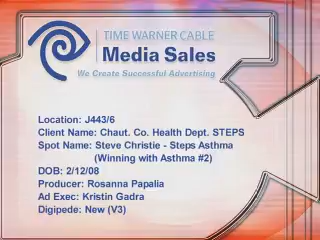 TIME WARNER CABLE
Media Sales
We Create Successful Advertising
Location: J443/6
Client Name: Chaut. Co. Health Dept. STEPS
Spot Name: Steve Christie - Steps Asthma
(Winning with Asthma #2)
DOB: 2/12/08
Producer: Rosanna Papalia
Ad Exec: Kristin Gadra
Digipede: New (V3)